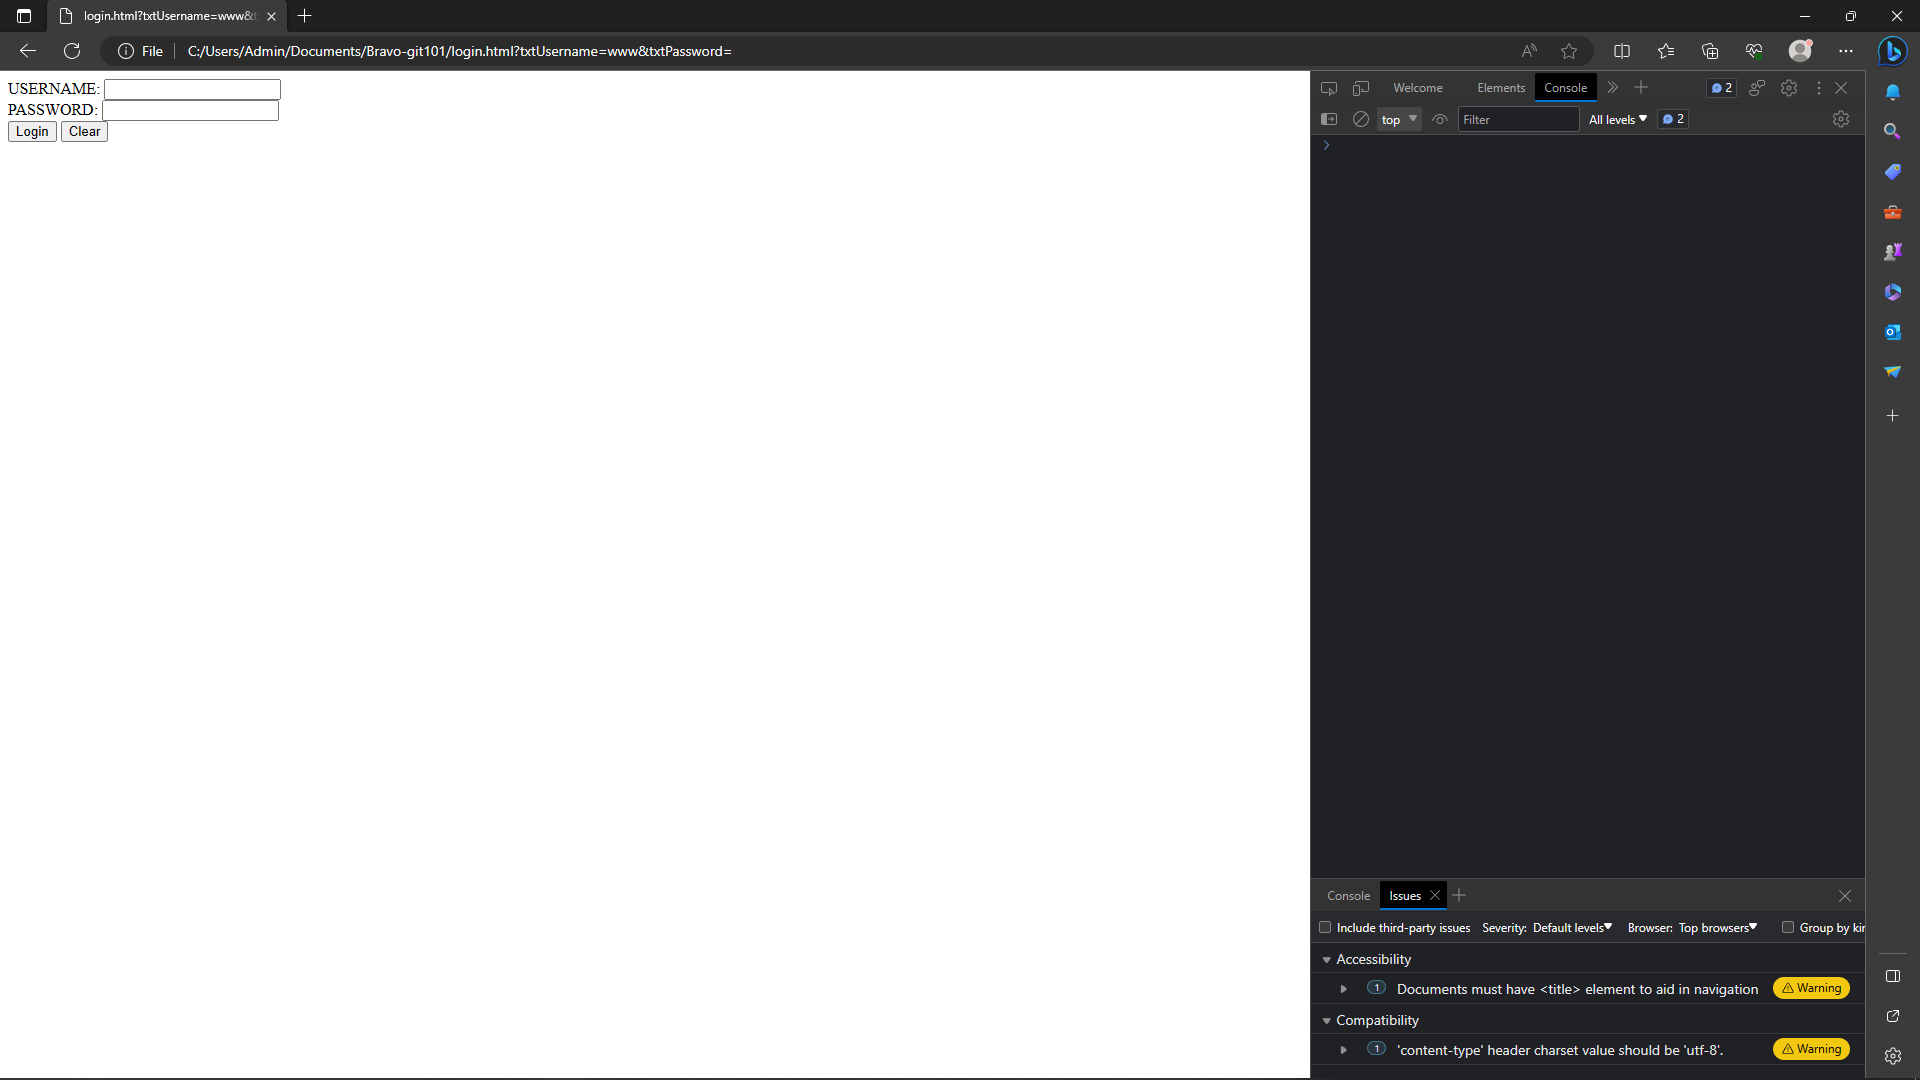 login.html?txtUsername=www&t
File
C:/Users/Admin/Documents/Bravo-git101/login.html?txtUsername=www&txtPassword=
USERNAME:
PASSWORD:
Login Clear
Welcome Elements Console 2
top Filter All levels 2
Console Issues
Include third-party issues Severity: Default levels Browser: Top browsers Group by kin
Accessibility
1 Documents must have <title> element to aid in navigation Warning
Compatibility
1 'content-type' header charset value should be 'utf-8'. Warning